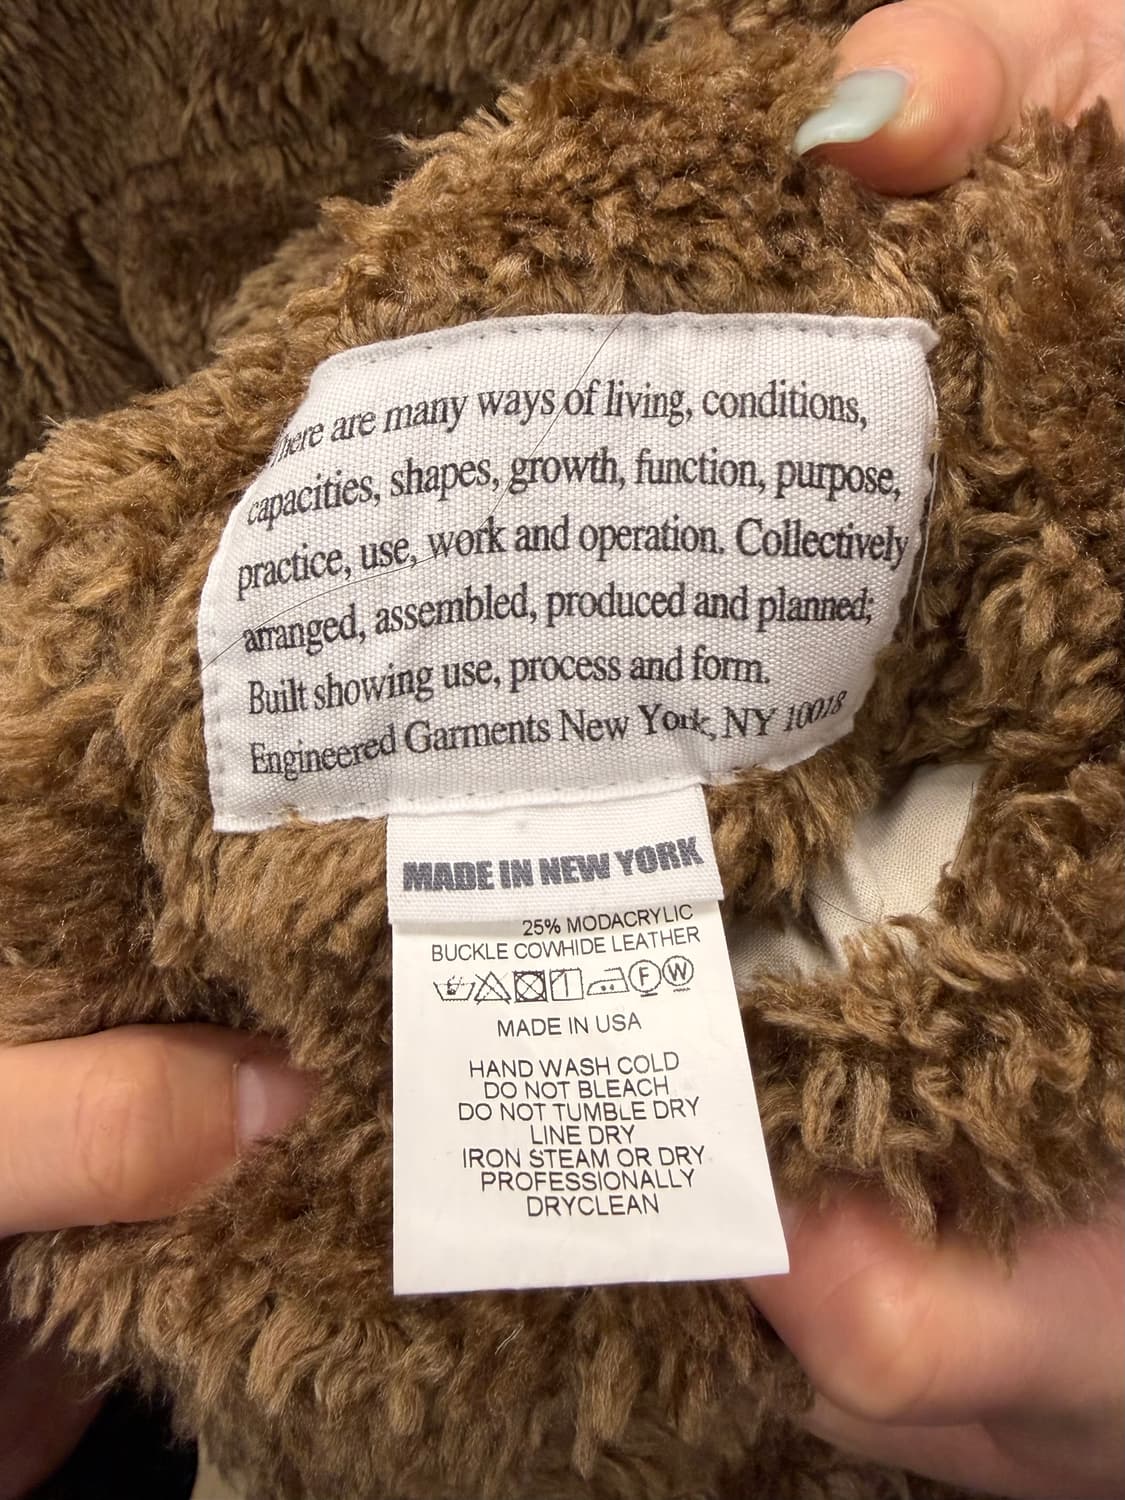 There are many ways of living, conditions,
capacities, shapes, growth, function, purpose,
practice, use, work and operation. Collectively
arranged, assembled, produced and planned;
Built showing use, process and form.
Engineered Garments New York, NY 10018
MADE IN NEW YORK
25% MODACRYLIC
BUCKLE COWHIDE LEATHER
F W
MADE IN USA
HAND WASH COLD
DO NOT BLEACH
DO NOT TUMBLE DRY
LINE DRY
IRON STEAM OR DRY
PROFESSIONALLY
DRYCLEAN